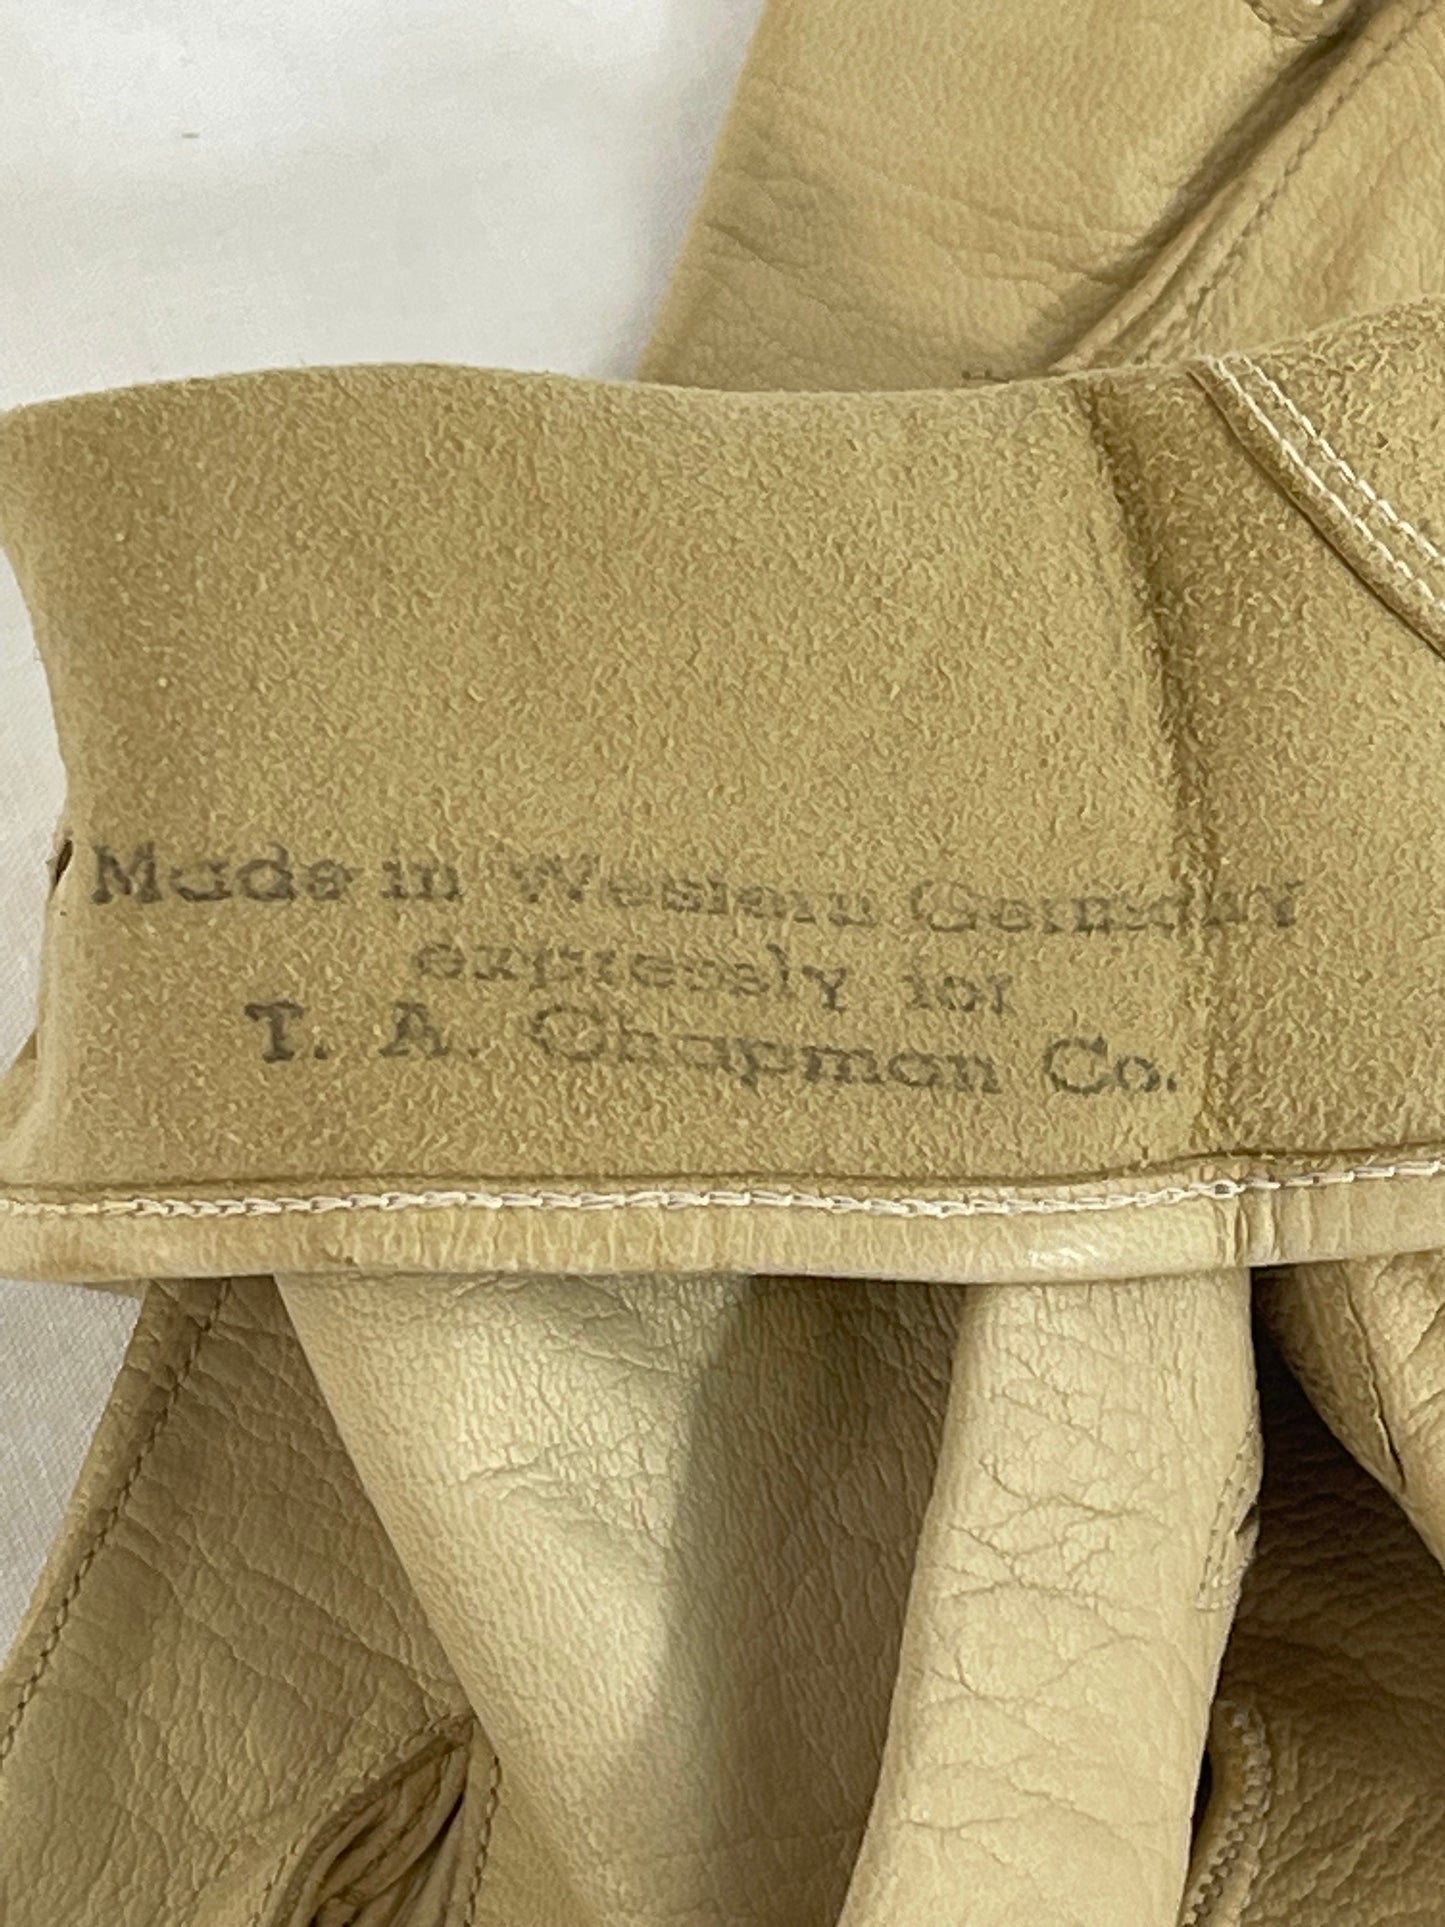 Made in Western Germany
expressly for
T. A. Chapman Co.